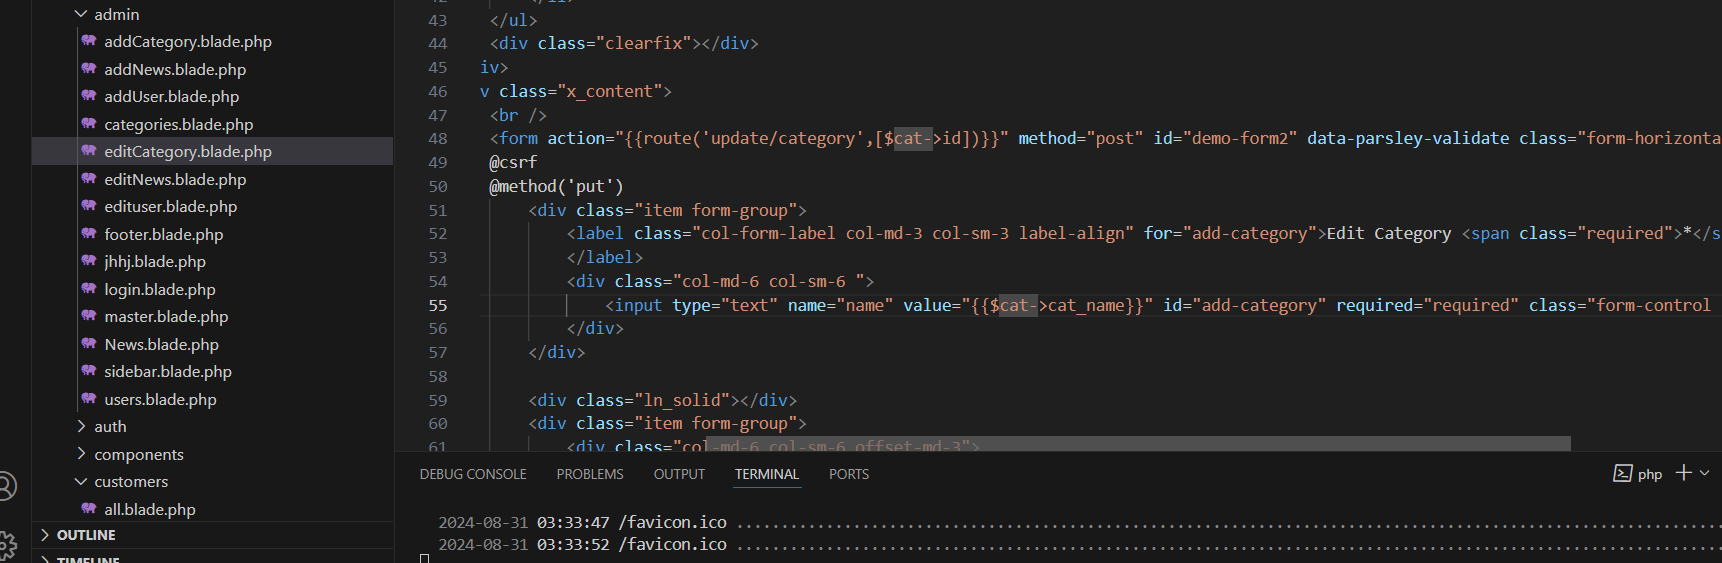 admin
addCategory.blade.php
addNews.blade.php
addUser.blade.php
categories.blade.php
editCategory.blade.php
editNews.blade.php
edituser.blade.php
footer.blade.php
jhhj.blade.php
login.blade.php
master.blade.php
News.blade.php
sidebar.blade.php
users.blade.php
auth
components
customers
all.blade.php
OUTLINE
TIMELINE
43 </ul>
44 <div class="clearfix"></div>
45 iv>
46 v class="x_content">
47 <br />
48 <form action="{{route('update/category',[$cat->id])}}" method="post" id="demo-form2" data-parsley-validate class="form-horizonta
49 @csrf
50 @method('put')
51 <div class="item form-group">
52 <label class="col-form-label col-md-3 col-sm-3 label-align" for="add-category">Edit Category <span class="required">*</s
53 </label>
54 <div class="col-md-6 col-sm-6 ">
55 <input type="text" name="name" value="{{$cat->cat_name}}" id="add-category" required="required" class="form-control
56 </div>
57 </div>
58
59 <div class="ln_solid"></div>
60 <div class="item form-group">
61 <div class="col-md-6 col-sm-6 offset-md-3">
DEBUG CONSOLE PROBLEMS OUTPUT TERMINAL PORTS php
2024-08-31 03:33:47 /favicon.ico ................................................................
2024-08-31 03:33:52 /favicon.ico ................................................................